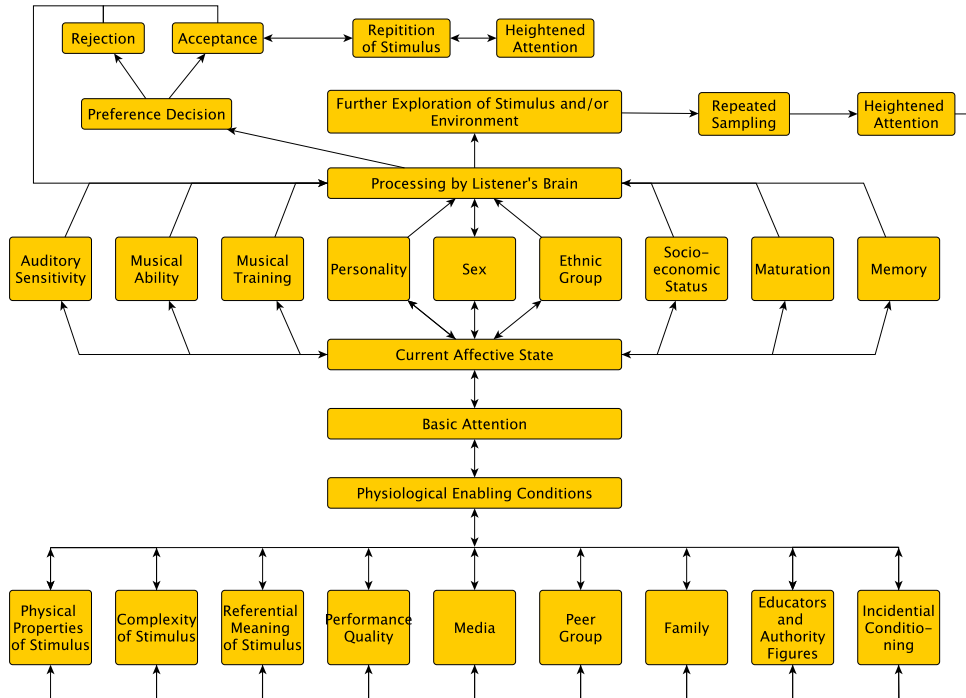 Rejection
Acceptance
Repitition
of Stimulus
Heightened
Attention
Preference Decision
Further Exploration of Stimulus and/or
Environment
Repeated
Sampling
Heightened
Attention
Processing by Listener's Brain
Auditory
Sensitivity
Musical
Ability
Musical
Training
Personality
Sex
Ethnic
Group
Socio-
economic
Status
Maturation
Memory
Current Affective State
Basic Attention
Physiological Enabling Conditions
Physical
Properties
of Stimulus
Complexity
of Stimulus
Referential
Meaning
of Stimulus
Performance
Quality
Media
Peer
Group
Family
Educators
and
Authority
Figures
Incidential
Conditio-
ning